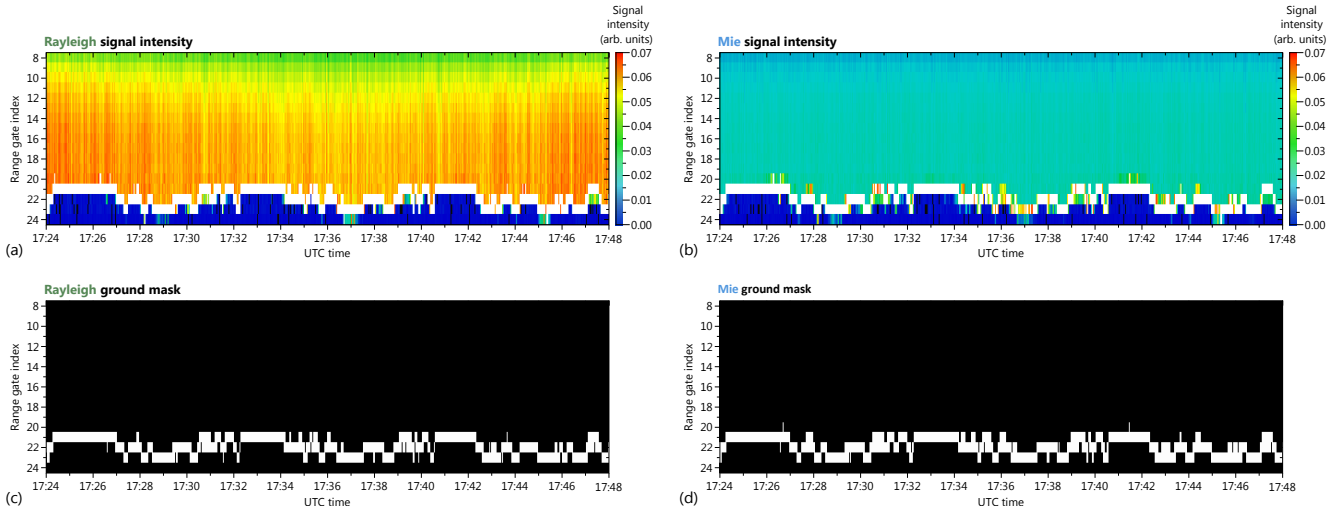 Signal
intensity
(arb. units)
Rayleigh signal intensity
Range gate index
8
10
12
14
16
18
20
22
24
0.07
0.06
0.05
0.04
0.03
0.02
0.01
0.00
17:24 17:26 17:28 17:30 17:32 17:34 17:36 17:38 17:40 17:42 17:44 17:46 17:48
UTC time
(a)
Signal
intensity
(arb. units)
Mie signal intensity
Range gate index
8
10
12
14
16
18
20
22
24
0.07
0.06
0.05
0.04
0.03
0.02
0.01
0.00
17:24 17:26 17:28 17:30 17:32 17:34 17:36 17:38 17:40 17:42 17:44 17:46 17:48
UTC time
(b)
Rayleigh ground mask
Range gate index
8
10
12
14
16
18
20
22
24
17:24 17:26 17:28 17:30 17:32 17:34 17:36 17:38 17:40 17:42 17:44 17:46 17:48
UTC time
(c)
Mie ground mask
Range gate index
8
10
12
14
16
18
20
22
24
17:24 17:26 17:28 17:30 17:32 17:34 17:36 17:38 17:40 17:42 17:44 17:46 17:48
UTC time
(d)